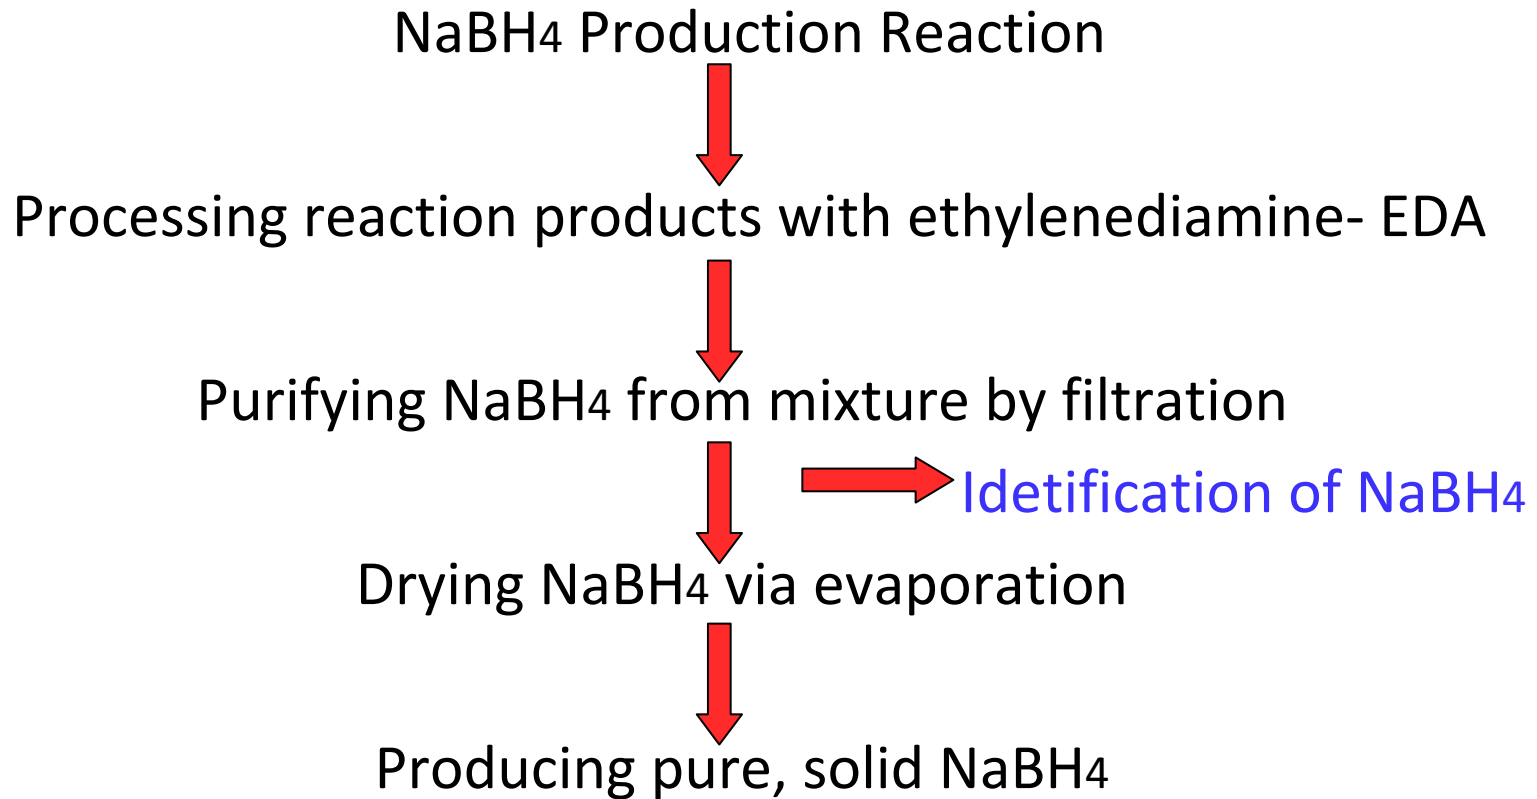 NaBH4 Production Reaction
Processing reaction products with ethylenediamine- EDA
Purifying NaBH4 from mixture by filtration
Idetification of NaBH4
Drying NaBH4 via evaporation
Producing pure, solid NaBH4